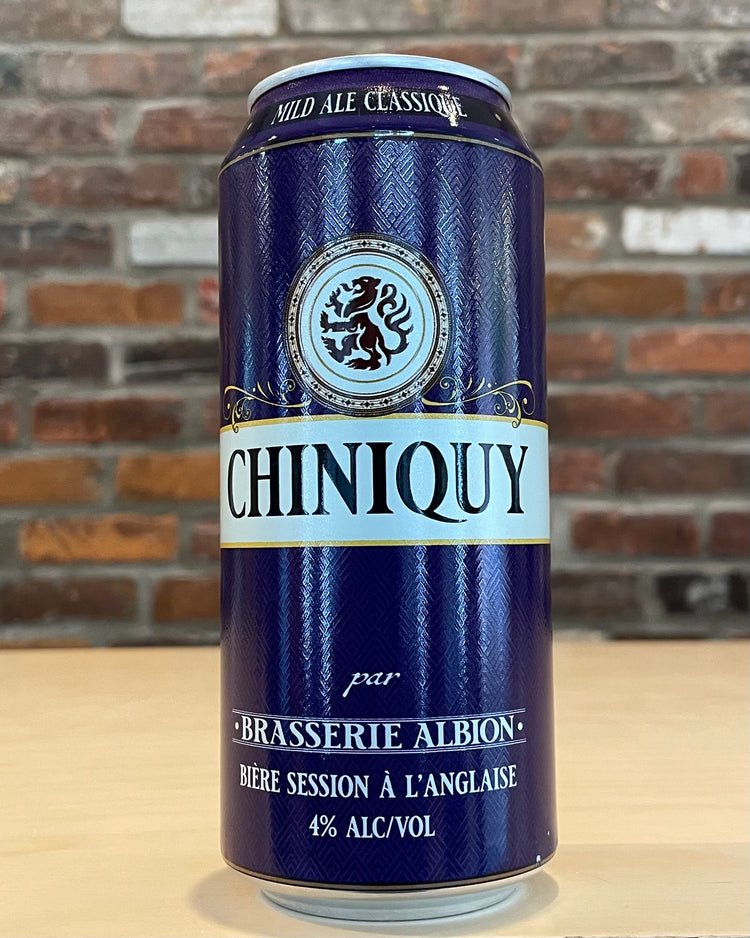 MILD ALE CLASSIQUE
CHINIQUY
par
• BRASSERIE ALBION •
BIÈRE SESSION À L'ANGLAISE
4% ALC/VOL